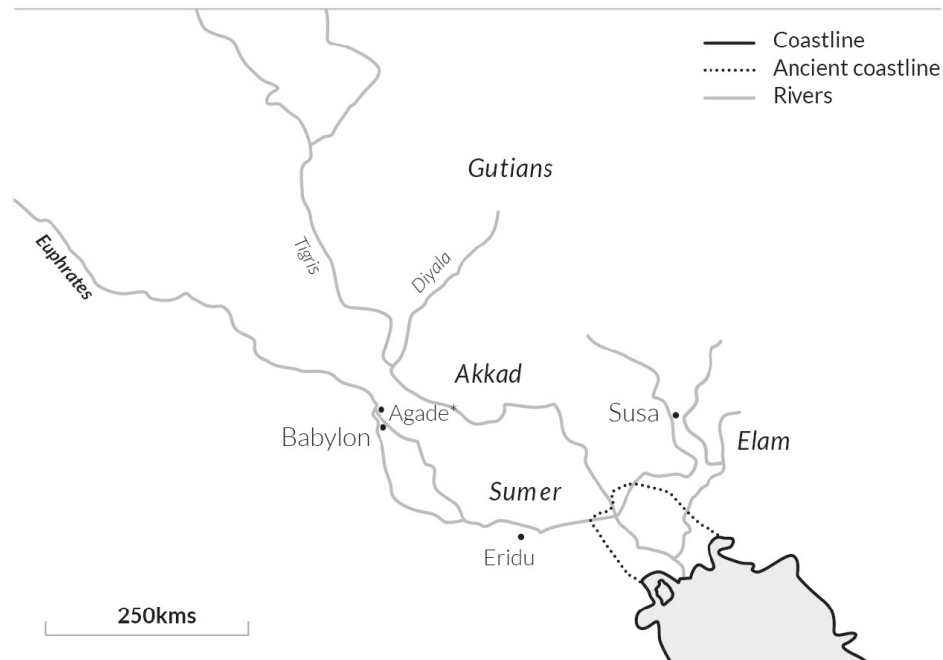 Coastline
Ancient coastline
Rivers
Gutians
Euphrates
Tigris
Diyala
Akkad
Agade*
Susa
Babylon
Elam
Sumer
Eridu
250kms